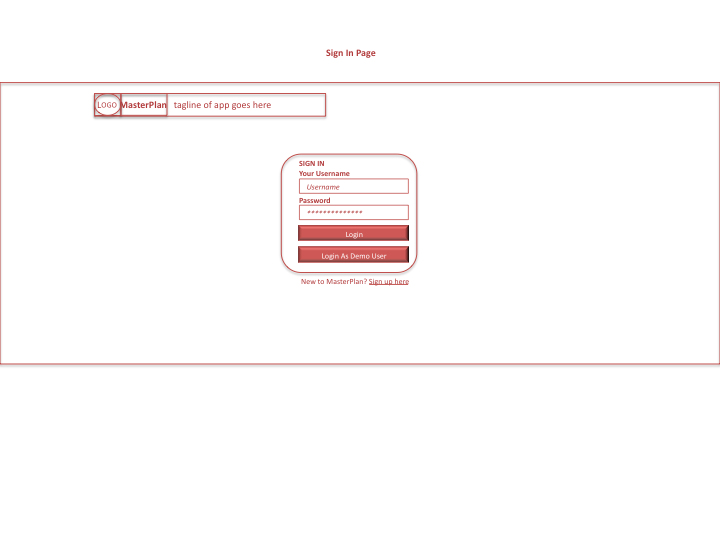 Sign In Page
LOGO MasterPlan tagline of app goes here
SIGN IN
Your Username
Username
Password
**************
Login
Login As Demo User
New to MasterPlan? Sign up here